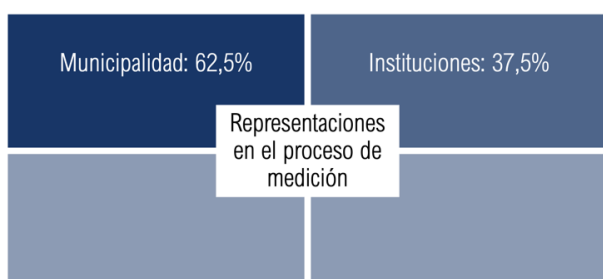 Municipalidad: 62,5%
Instituciones: 37,5%
Representaciones
en el proceso de
medición